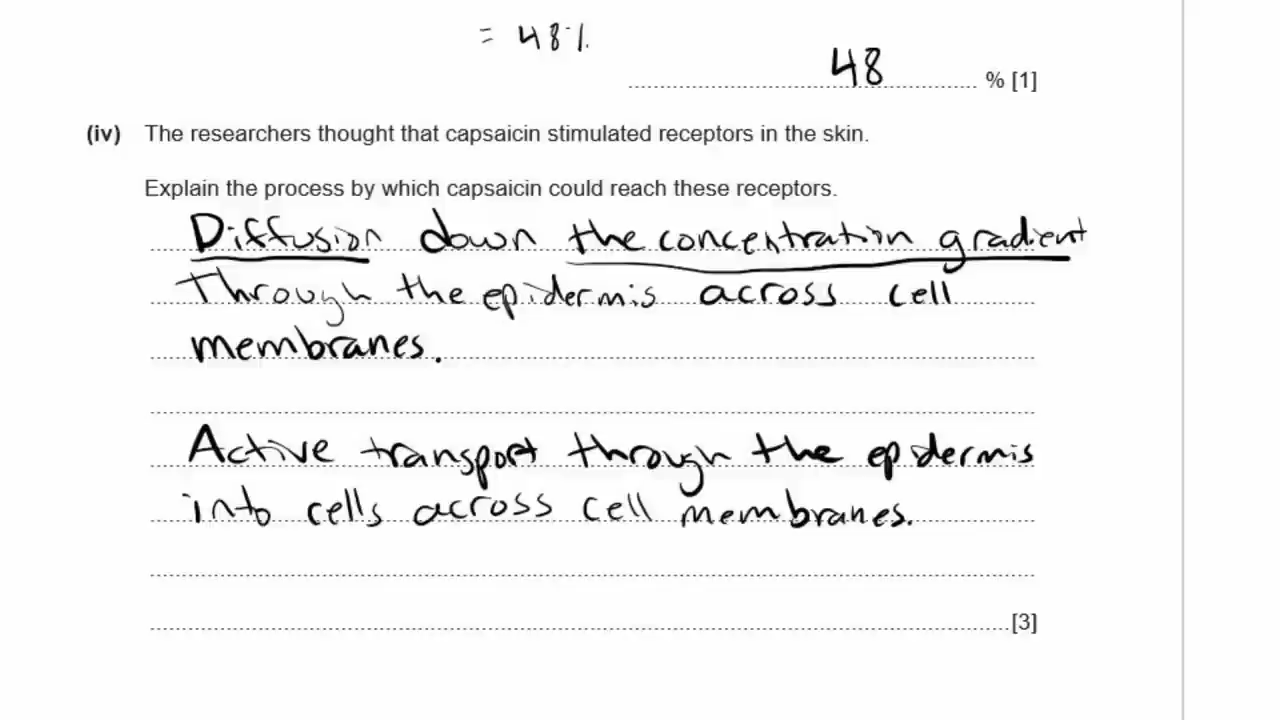 = 48%
48 % [1]
(iv) The researchers thought that capsaicin stimulated receptors in the skin.
Explain the process by which capsaicin could reach these receptors.
Diffusion down the concentration gradient
Through the epidermis across cell
membranes.
Active transport through the epidermis
into cells across cell membranes.
[3]